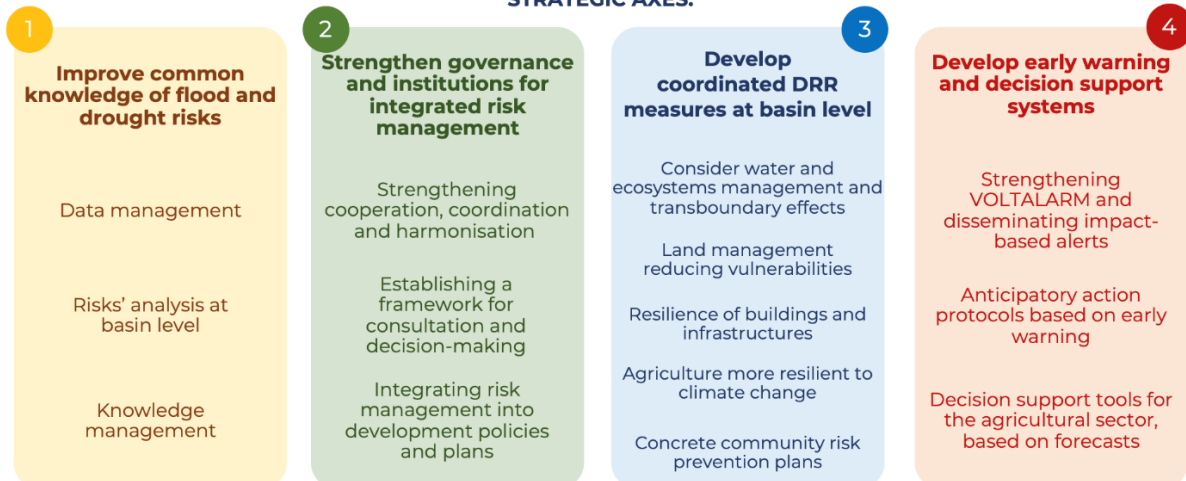 STRATEGIC AXES:
1
Improve common
knowledge of flood and
drought risks
Data management
Risks' analysis at
basin level
Knowledge
management
2
Strengthen governance
and institutions for
integrated risk
management
Strengthening
cooperation, coordination
and harmonisation
Establishing a
framework for
consultation and
decision-making
Integrating risk
management into
development policies
and plans
3
Develop
coordinated DRR
measures at basin level
Consider water and
ecosystems management and
transboundary effects
Land management
reducing vulnerabilities
Resilience of buildings and
infrastructures
Agriculture more resilient to
climate change
Concrete community risk
prevention plans
4
Develop early warning
and decision support
systems
Strengthening
VOLTALARM and
disseminating impact-
based alerts
Anticipatory action
protocols based on early
warning
Decision support tools for
the agricultural sector,
based on forecasts